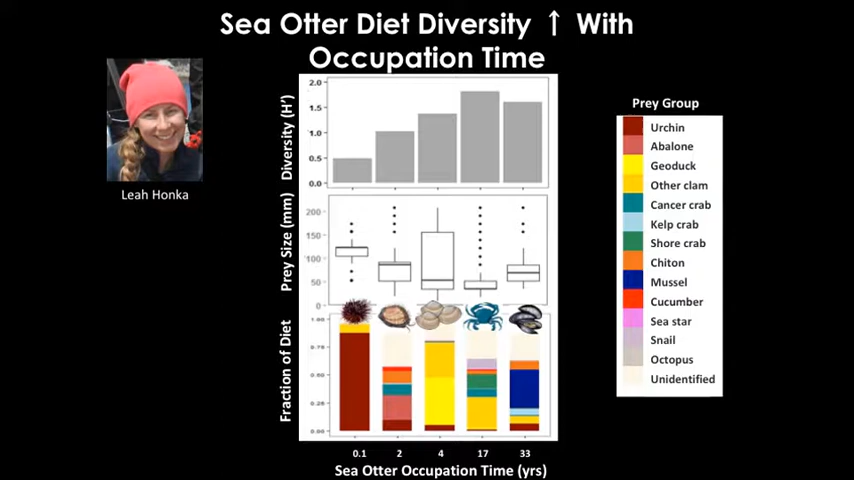 Sea Otter Diet Diversity ↑ With
Occupation Time
Leah Honka
Diversity (H')
2.0
1.5
1.0
0.5
0.0
Prey Size (mm)
200
150
100
50
0
Fraction of Diet
1.00
0.75
0.50
0.25
0.00
0.1 2 4 17 33
Sea Otter Occupation Time (yrs)
Prey Group
Urchin
Abalone
Geoduck
Other clam
Cancer crab
Kelp crab
Shore crab
Chiton
Mussel
Cucumber
Sea star
Snail
Octopus
Unidentified